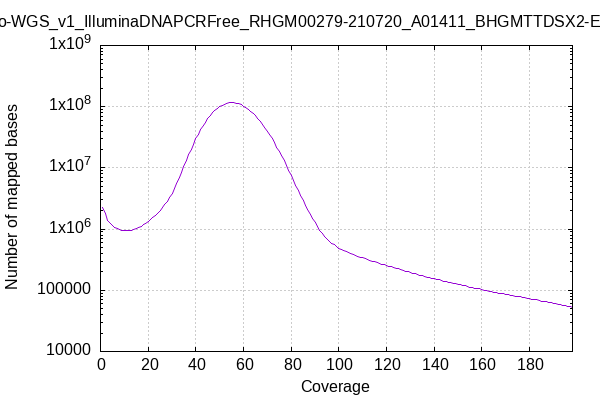 o-WGS_v1_IlluminaDNAPCRFree_RHGM00279-210720_A01411_BHGMTTDSX2-E
1x10^9
1x10^8
1x10^7
1x10^6
100000
10000
Number of mapped bases
0 20 40 60 80 100 120 140 160 180
Coverage